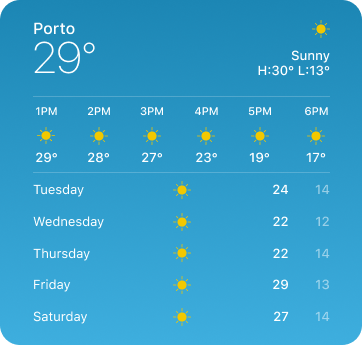 Porto
29°
Sunny
H:30° L:13°
1PM 2PM 3PM 4PM 5PM 6PM
29° 28° 27° 23° 19° 17°
Tuesday 24 14
Wednesday 22 12
Thursday 22 14
Friday 29 13
Saturday 27 14